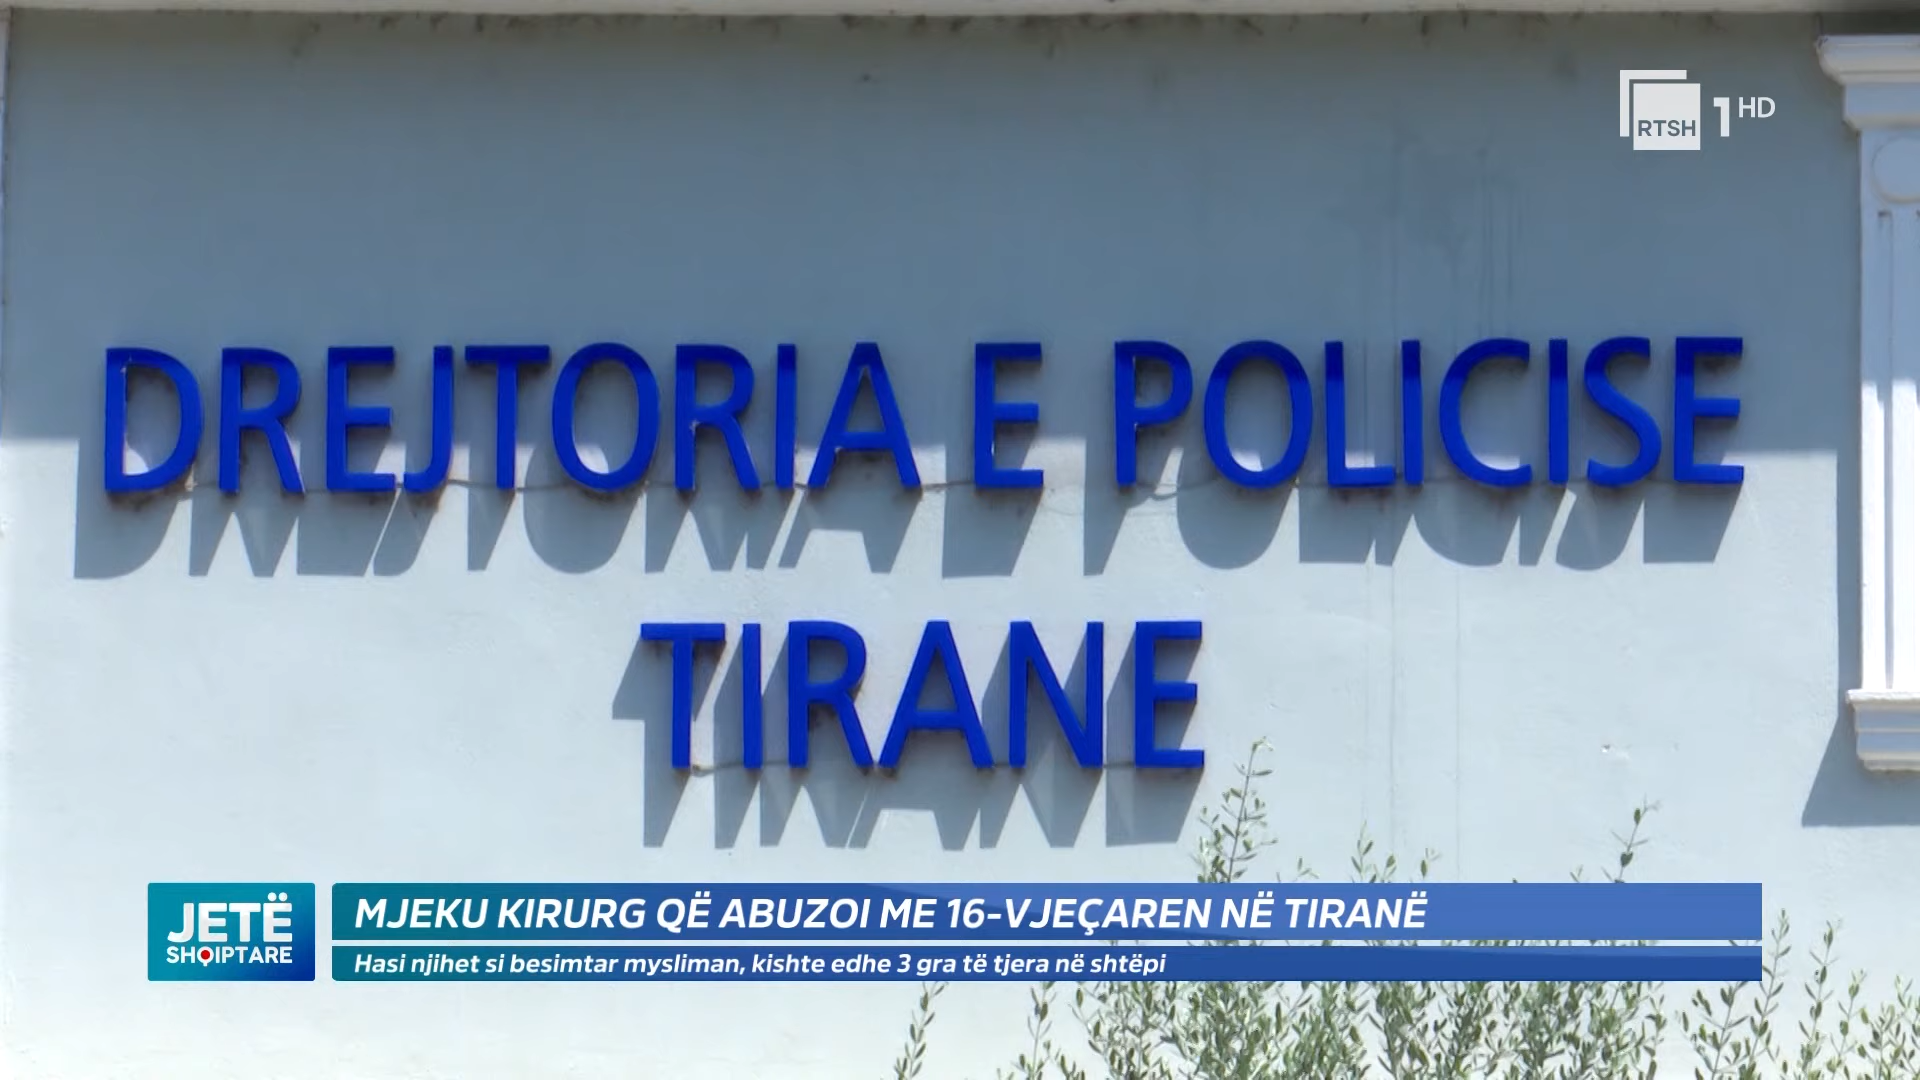 RTSH 1 HD
DREJTORIA E POLICISE
TIRANE
JETË
SHQIPTARE
MJEKU KIRURG QË ABUZOI ME 16-VJEÇAREN NË TIRANË
Hasi njihet si besimtar mysliman, kishte edhe 3 gra të tjera në shtëpi